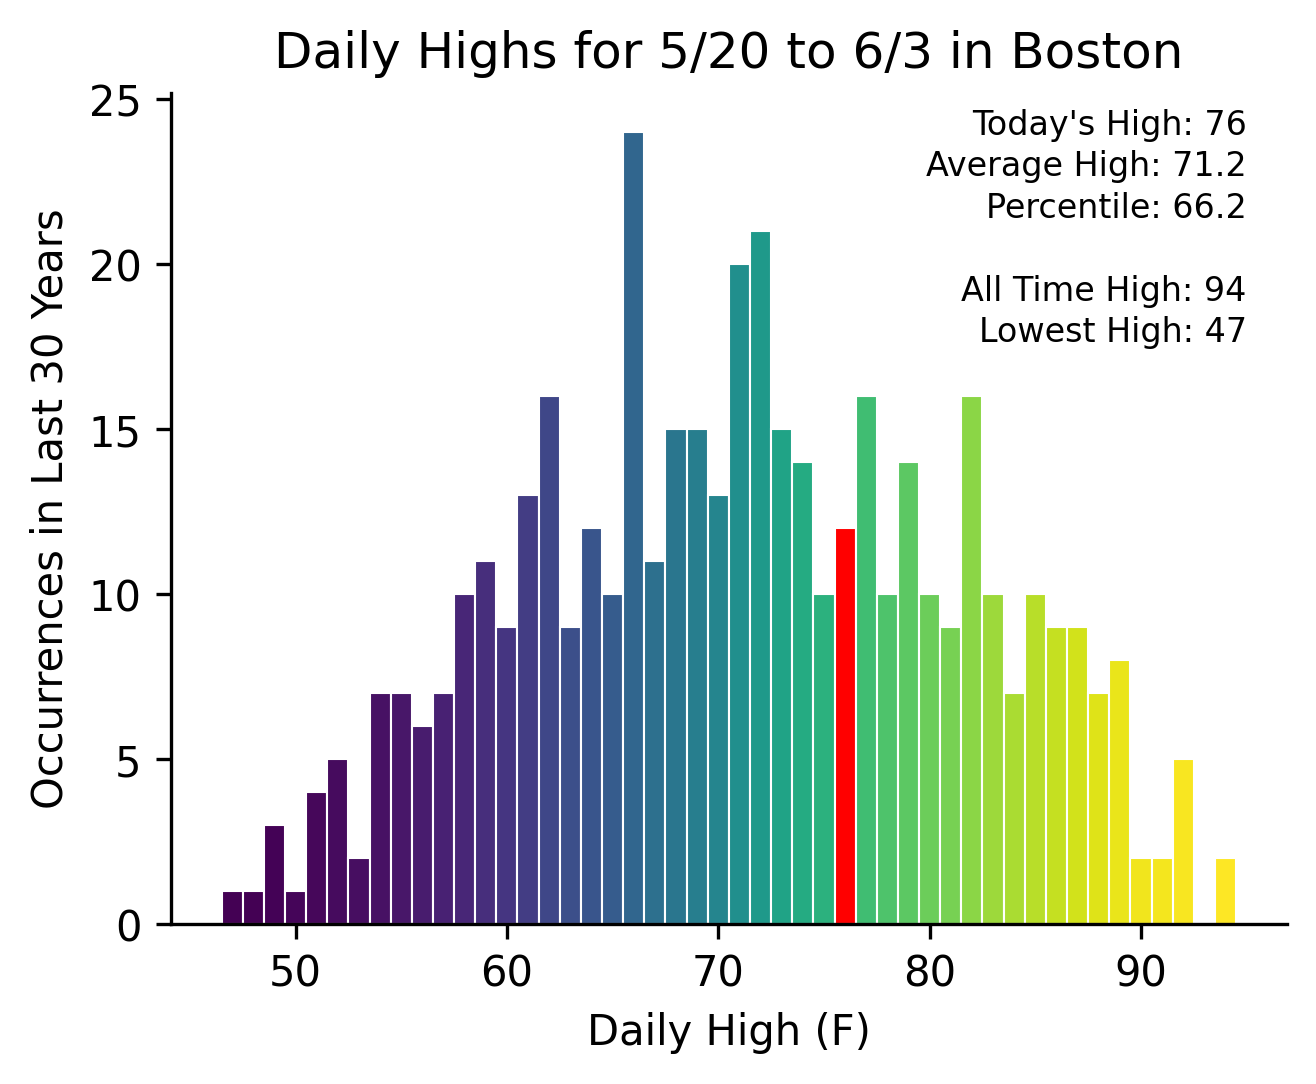 Daily Highs for 5/20 to 6/3 in Boston
Today's High: 76
Average High: 71.2
Percentile: 66.2
All Time High: 94
Lowest High: 47
Occurrences in Last 30 Years
25
20
15
10
5
0
50 60 70 80 90
Daily High (F)